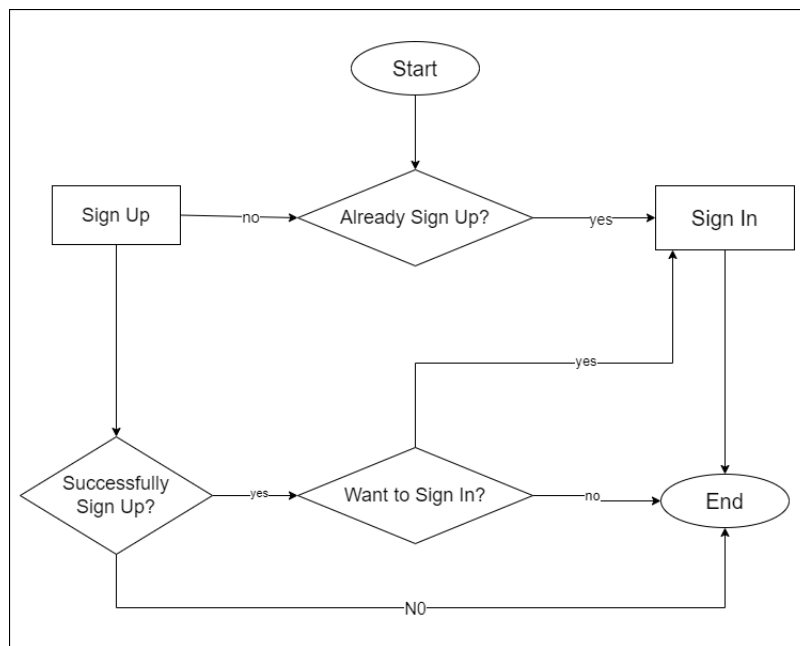 Start
Sign Up
no
Already Sign Up?
yes
Sign In
yes
Successfully
Sign Up?
yes
Want to Sign In?
no
End
N0